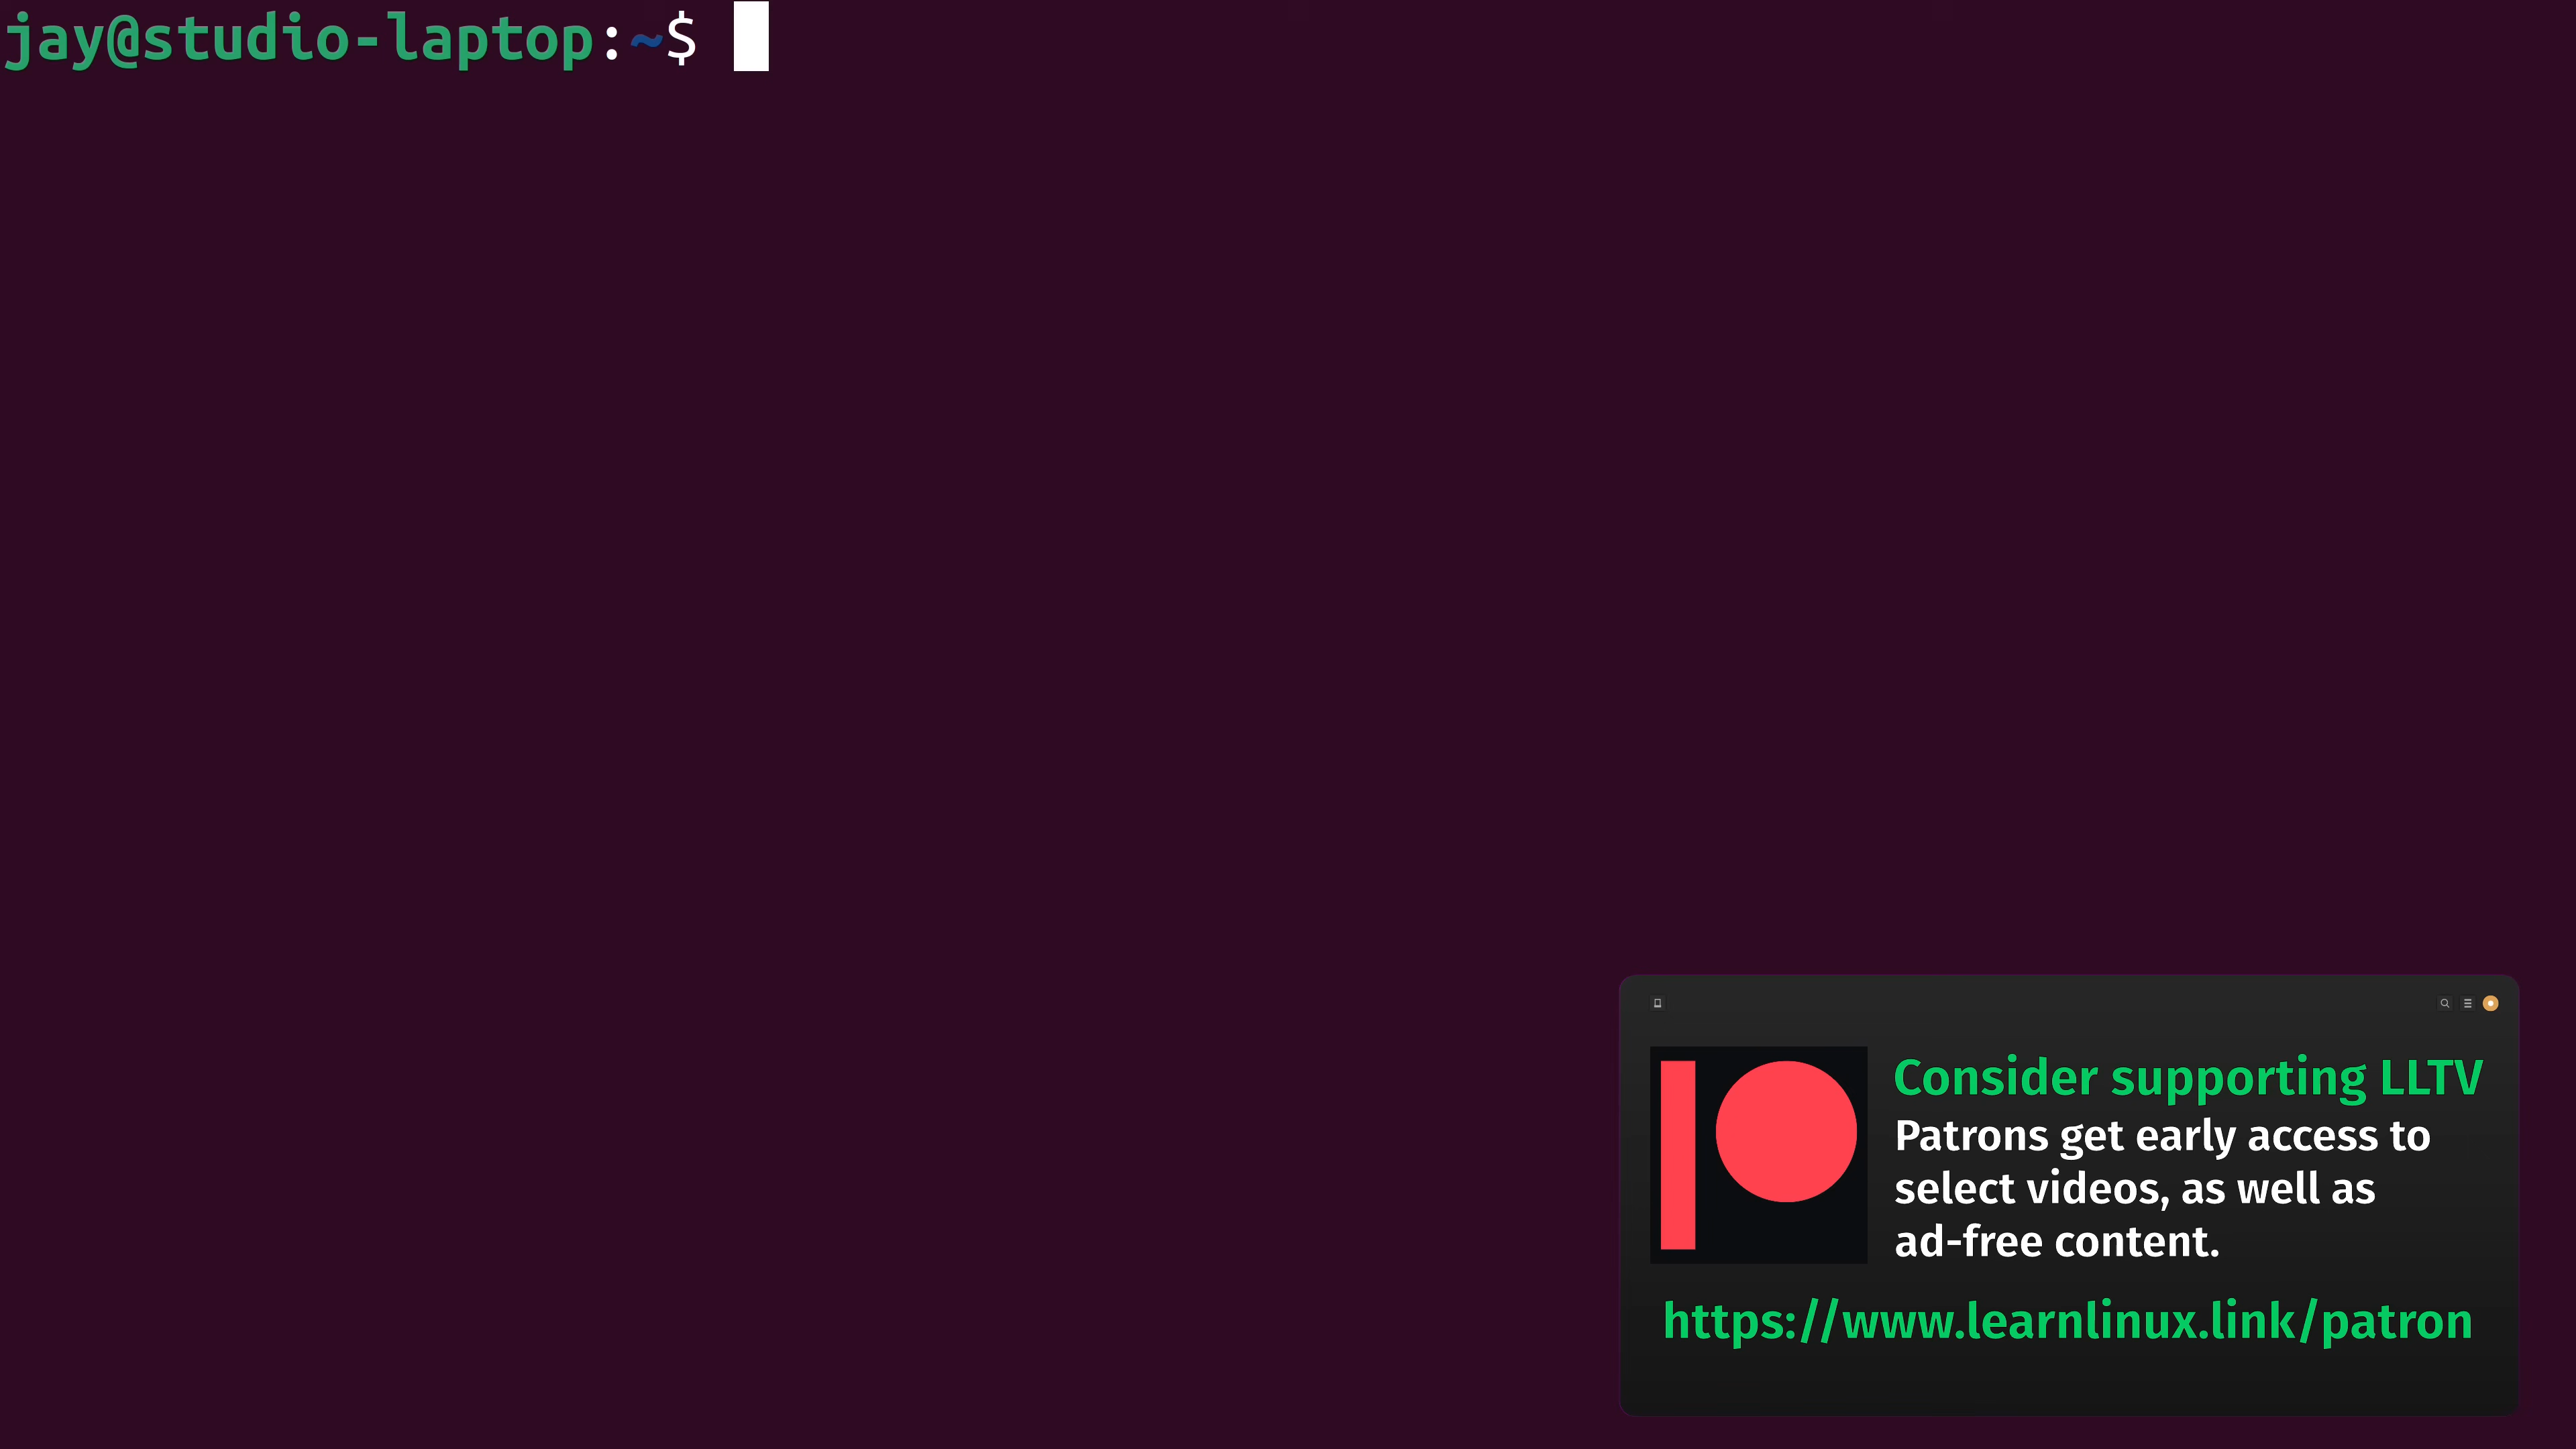 jay@studio-laptop:~$
Consider supporting LLTV
Patrons get early access to
select videos, as well as
ad-free content.
https://www.learnlinux.link/patron